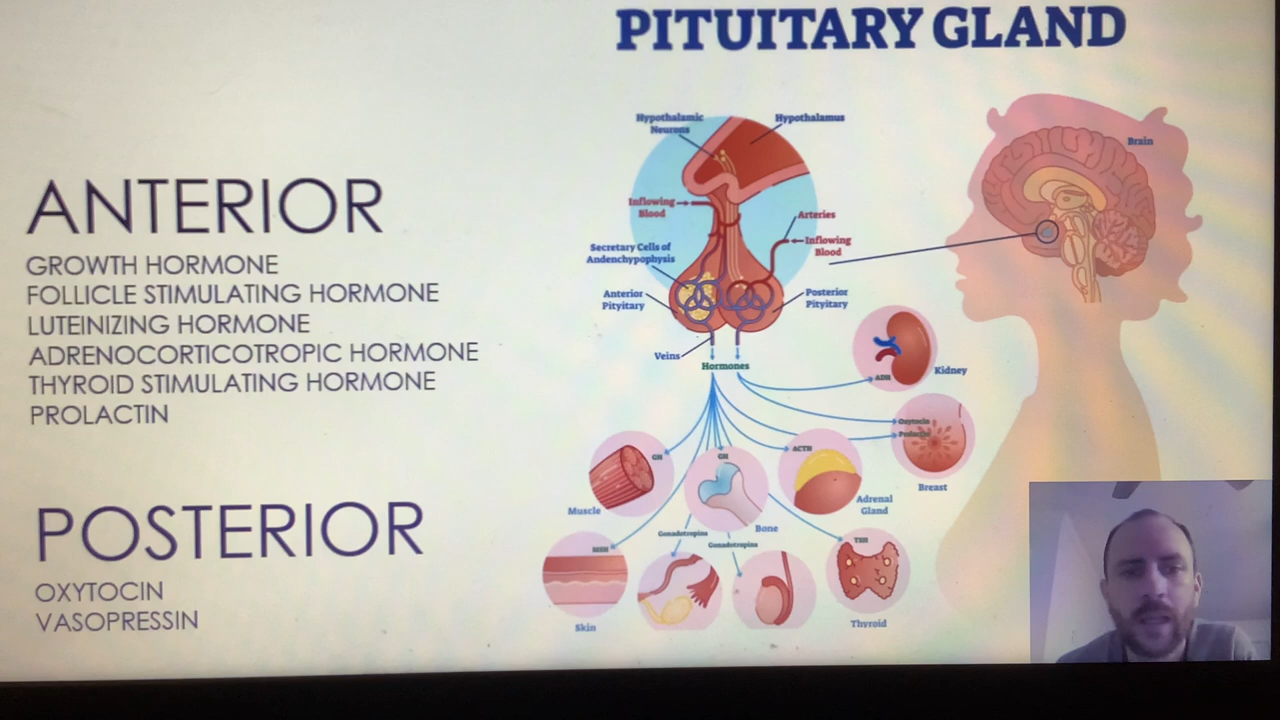 PITUITARY GLAND
ANTERIOR
GROWTH HORMONE
FOLLICLE STIMULATING HORMONE
LUTEINIZING HORMONE
ADRENOCORTICOTROPIC HORMONE
THYROID STIMULATING HORMONE
PROLACTIN
POSTERIOR
OXYTOCIN
VASOPRESSIN
Hypothalamic
Neurons
Hypothalamus
Brain
Inflowing
Blood
Arteries
Inflowing
Blood
Secretary Cells of
Andenchypophysis
Anterior
Pityitary
Posterior
Pityitary
Veins
Hormones
ADH
Kidney
Oxytocin
Prolactin
Breast
GH
Muscle
GH
Bone
ACTH
Adrenal
Gland
Gonadotropins
Gonadotropins
MSH
Skin
TSH
Thyroid